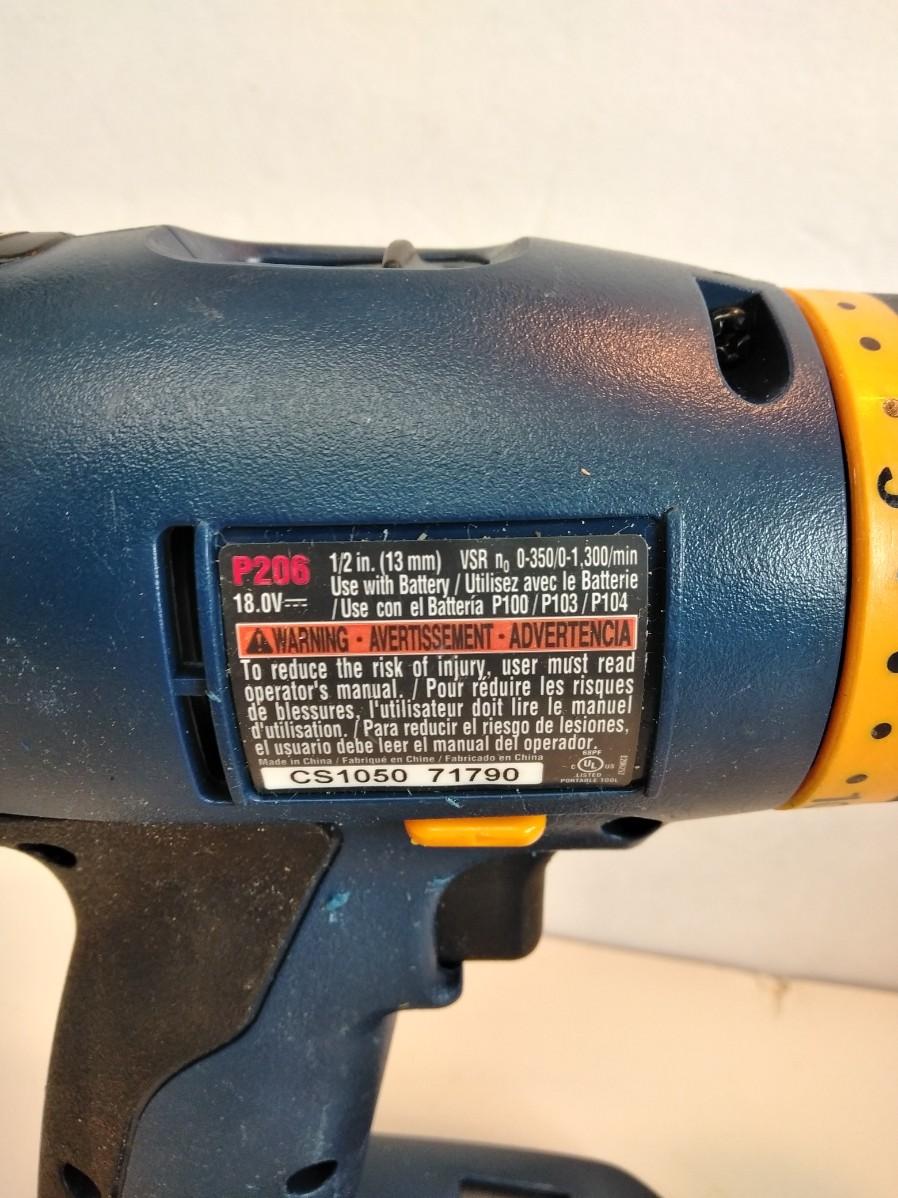 P206 1/2 in. (13 mm) VSR n₀ 0-350/0-1,300/min
18.0V⎓ Use with Battery / Utilisez avec le Batterie
/ Use con el Batteria P100 / P103 / P104
WARNING · AVERTISSEMENT · ADVERTENCIA
To reduce the risk of injury, user must read
operator's manual. / Pour réduire les risques
de blessures, l'utilisateur doit lire le manuel
d'utilisation. / Para reducir el riesgo de lesiones,
el usuario debe leer el manual del operador.
Made in China / Fabriqué en Chine / Fabricado en China
CS1050 71790
68PF
C UL US
LISTED
PORTABLE TOOL